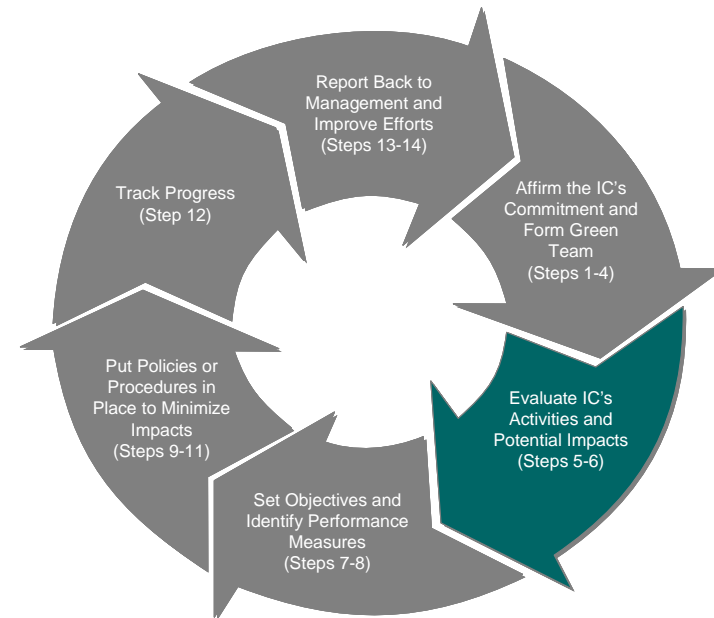 Report Back to
Management and
Improve Efforts
(Steps 13-14)
Affirm the IC's
Commitment and
Form Green
Team
(Steps 1-4)
Evaluate IC's
Activities and
Potential Impacts
(Steps 5-6)
Set Objectives and
Identify Performance
Measures
(Steps 7-8)
Put Policies or
Procedures in
Place to Minimize
Impacts
(Steps 9-11)
Track Progress
(Step 12)